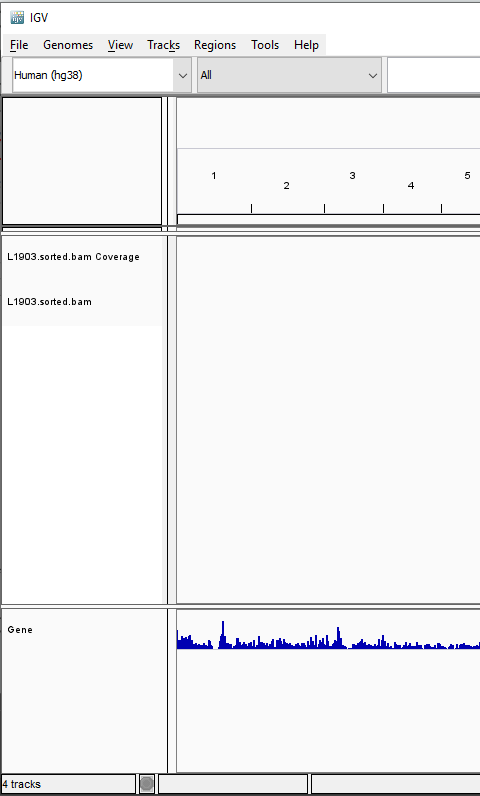 IGV
File Genomes View Tracks Regions Tools Help
Human (hg38) All
1 2 3 4 5
L1903.sorted.bam Coverage
L1903.sorted.bam
Gene
4 tracks